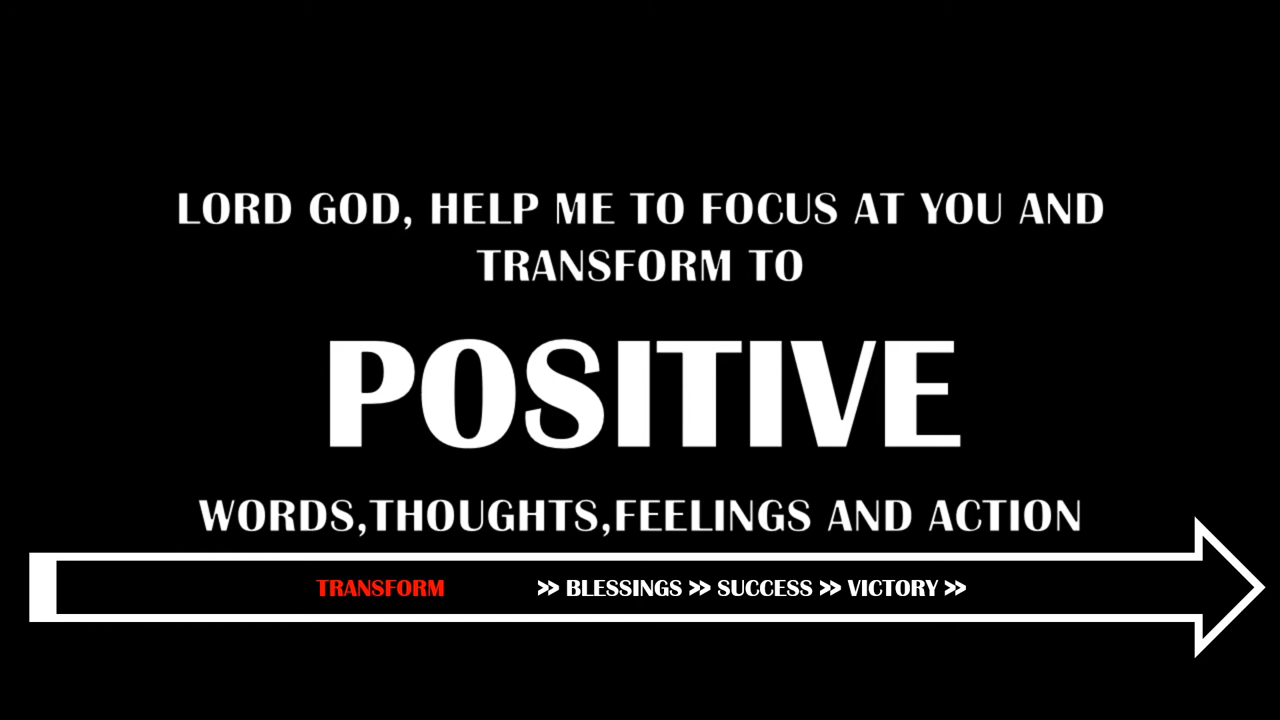 LORD GOD, HELP ME TO FOCUS AT YOU AND
TRANSFORM TO
POSITIVE
WORDS,THOUGHTS,FEELINGS AND ACTION
TRANSFORM >> BLESSINGS >> SUCCESS >> VICTORY >>